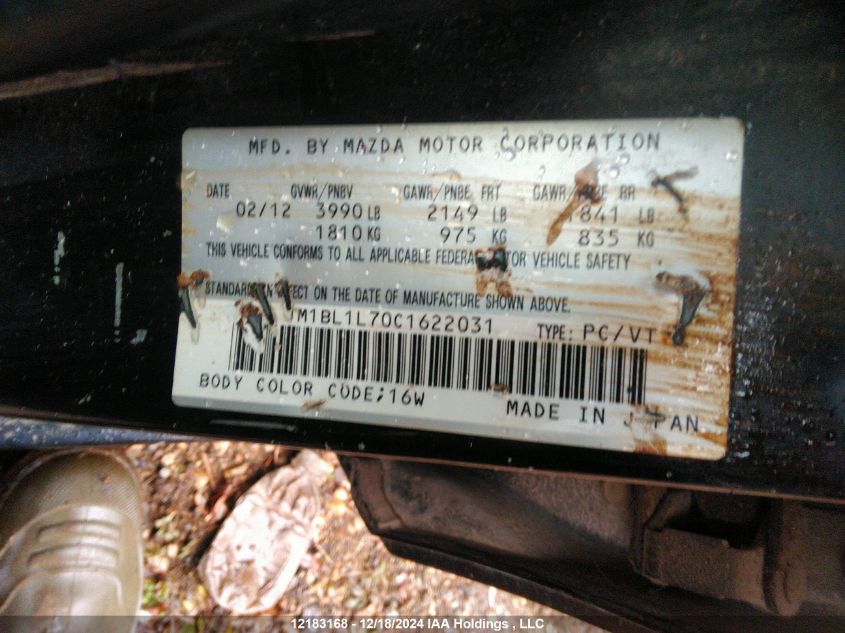 MFD. BY MAZDA MOTOR CORPORATION
DATE GVWR/PNBV GAWR/PNBE FRT GAWR/PNBE RR
02/12 3990 LB 2149 LB 1841 LB
1810 KG 975 KG 835 KG
THIS VEHICLE CONFORMS TO ALL APPLICABLE FEDERAL MOTOR VEHICLE SAFETY
STANDARDS IN EFFECT ON THE DATE OF MANUFACTURE SHOWN ABOVE.
M1BL1L70C1622031 TYPE: PC/VT
BODY COLOR CODE;16W
MADE IN JAPAN
12183168 - 12/18/2024 IAA Holdings , LLC